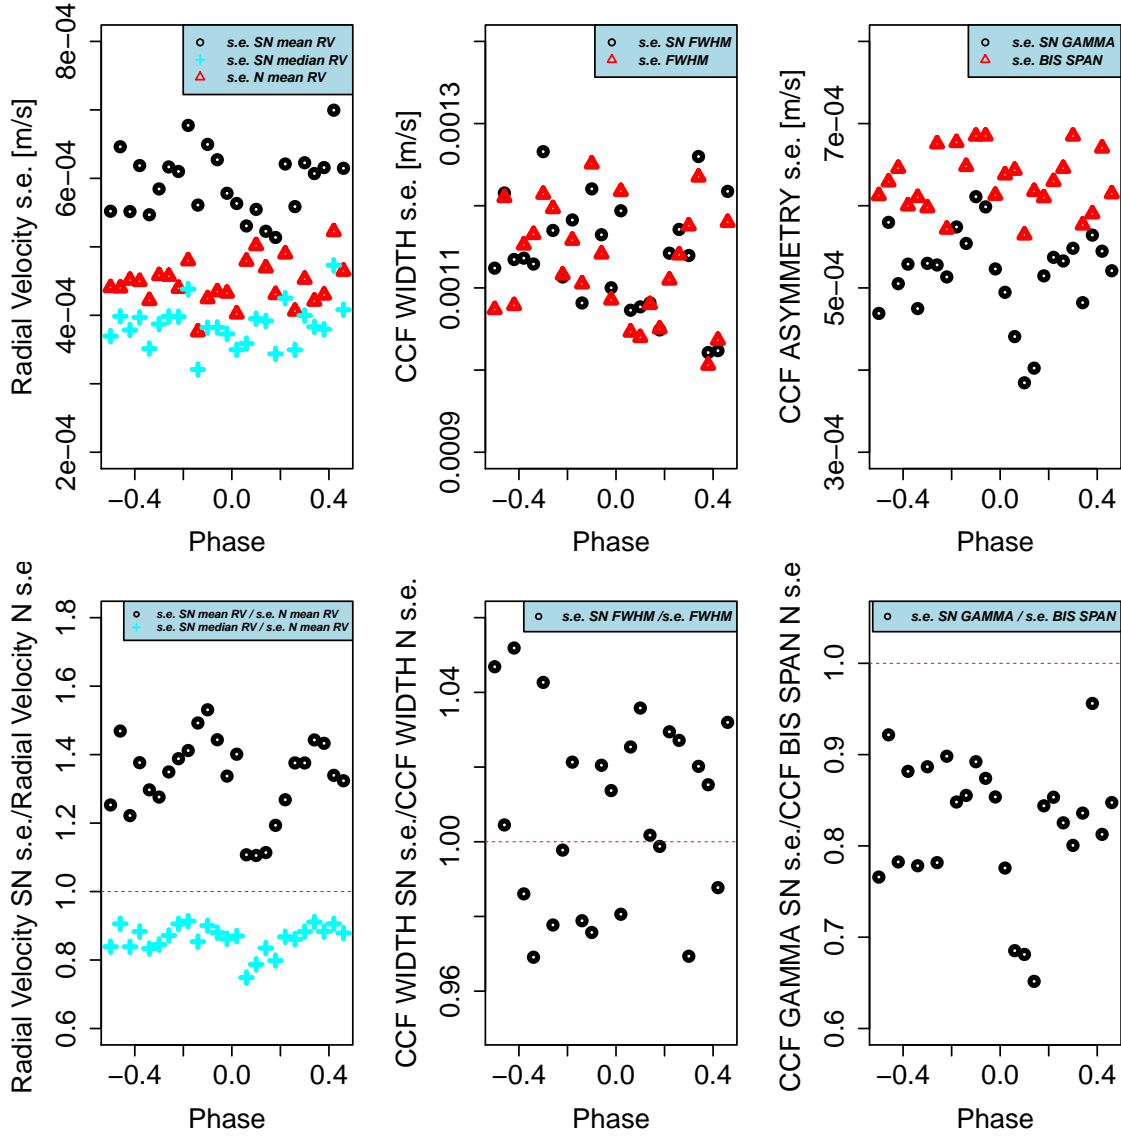 Radial Velocity s.e. [m/s]
8e−04
6e−04
4e−04
2e−04
s.e. SN mean RV
s.e. SN median RV
s.e. N mean RV
−0.4 0.0 0.4
Phase
CCF WIDTH s.e. [m/s]
0.0013
0.0011
0.0009
s.e. SN FWHM
s.e. FWHM
−0.4 0.0 0.4
Phase
CCF ASYMMETRY s.e. [m/s]
7e−04
5e−04
3e−04
s.e. SN GAMMA
s.e. BIS SPAN
−0.4 0.0 0.4
Phase
Radial Velocity SN s.e./Radial Velocity N s.e
1.8
1.6
1.4
1.2
1.0
0.8
0.6
s.e. SN mean RV / s.e. N mean RV
s.e. SN median RV / s.e. N mean RV
−0.4 0.0 0.4
Phase
CCF WIDTH SN s.e./CCF WIDTH N s.e.
1.04
1.00
0.96
s.e. SN FWHM /s.e. FWHM
−0.4 0.0 0.4
Phase
CCF GAMMA SN s.e./CCF BIS SPAN N s.e
1.0
0.9
0.8
0.7
0.6
s.e. SN GAMMA / s.e. BIS SPAN
−0.4 0.0 0.4
Phase